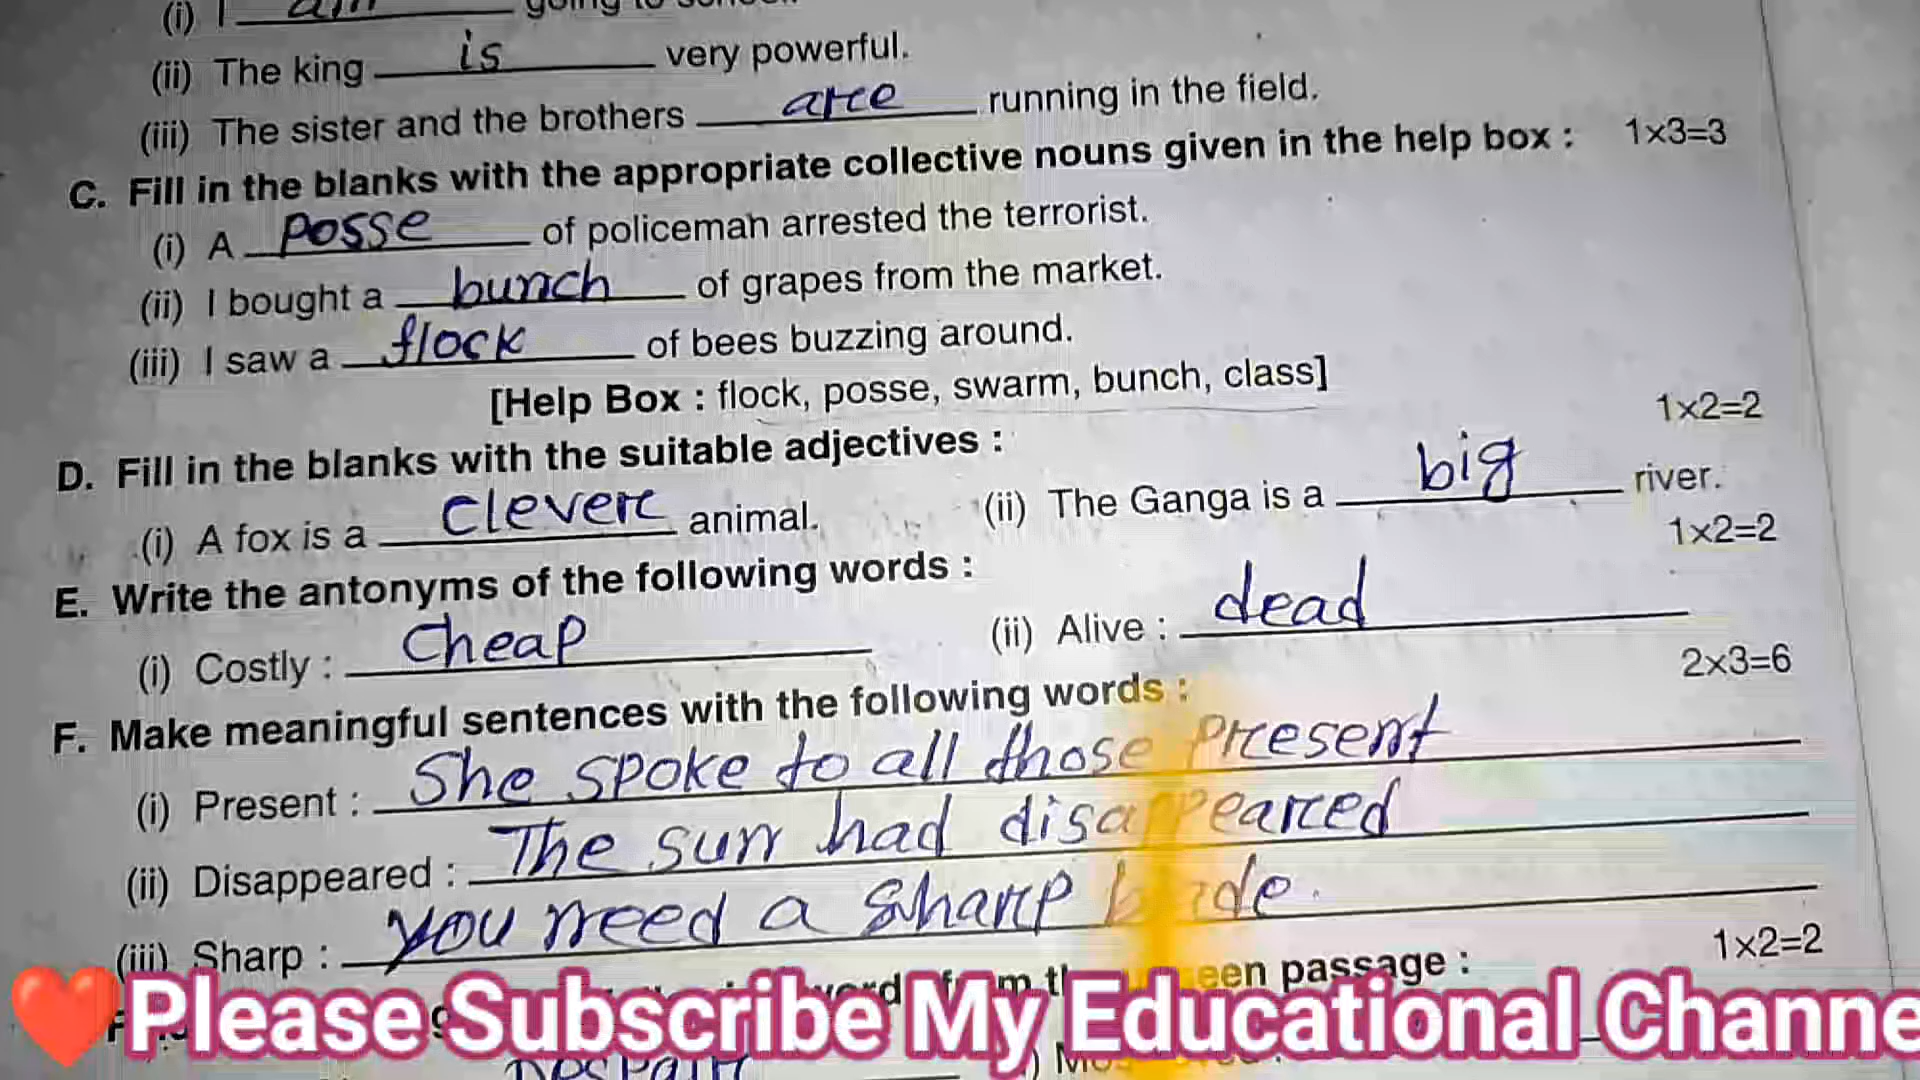 (i) I am going to school.
(ii) The king is very powerful.
(iii) The sister and the brothers are running in the field.
C. Fill in the blanks with the appropriate collective nouns given in the help box : 1×3=3
(i) A posse of policeman arrested the terrorist.
(ii) I bought a bunch of grapes from the market.
(iii) I saw a flock of bees buzzing around.
[Help Box : flock, posse, swarm, bunch, class]
D. Fill in the blanks with the suitable adjectives : 1×2=2
(i) A fox is a clever animal. (ii) The Ganga is a big river.
E. Write the antonyms of the following words : 1×2=2
(i) Costly : Cheap (ii) Alive : dead
F. Make meaningful sentences with the following words : 2×3=6
(i) Present : She spoke to all those present
(ii) Disappeared : The sun had disappeared
(iii) Sharp : you need a sharp
passage : 1×2=2
❤️Please Subscribe My Educational Channe